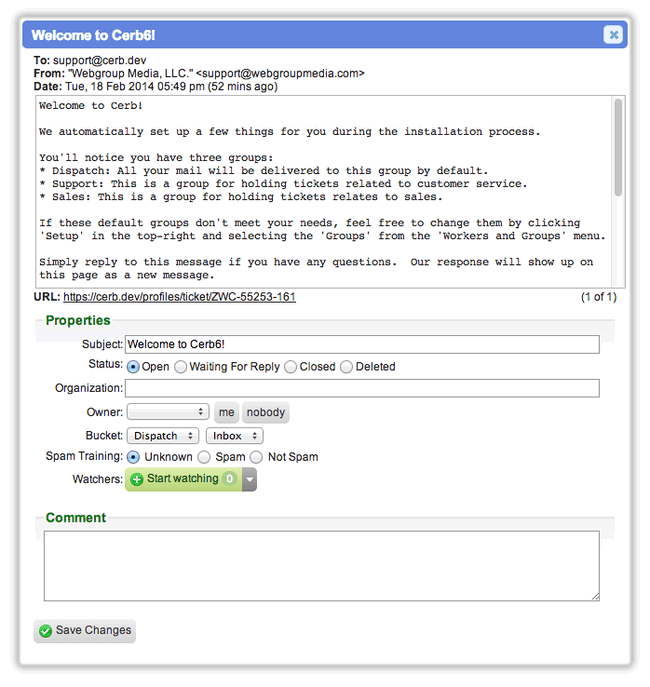 Welcome to Cerb6!
To: support@cerb.dev
From: "Webgroup Media, LLC." <support@webgroupmedia.com>
Date: Tue, 18 Feb 2014 05:49 pm (52 mins ago)
Welcome to Cerb!
We automatically set up a few things for you during the installation process.
You'll notice you have three groups:
* Dispatch: All your mail will be delivered to this group by default.
* Support: This is a group for holding tickets related to customer service.
* Sales: This is a group for holding tickets relates to sales.
If these default groups don't meet your needs, feel free to change them by clicking
'Setup' in the top-right and selecting the 'Groups' from the 'Workers and Groups' menu.
Simply reply to this message if you have any questions.  Our response will show up on
this page as a new message.
URL: https://cerb.dev/profiles/ticket/ZWC-55253-161 (1 of 1)
Properties
Subject: Welcome to Cerb6!
Status: Open Waiting For Reply Closed Deleted
Organization:
Owner: me nobody
Bucket: Dispatch Inbox
Spam Training: Unknown Spam Not Spam
Watchers: Start watching 0
Comment
Save Changes